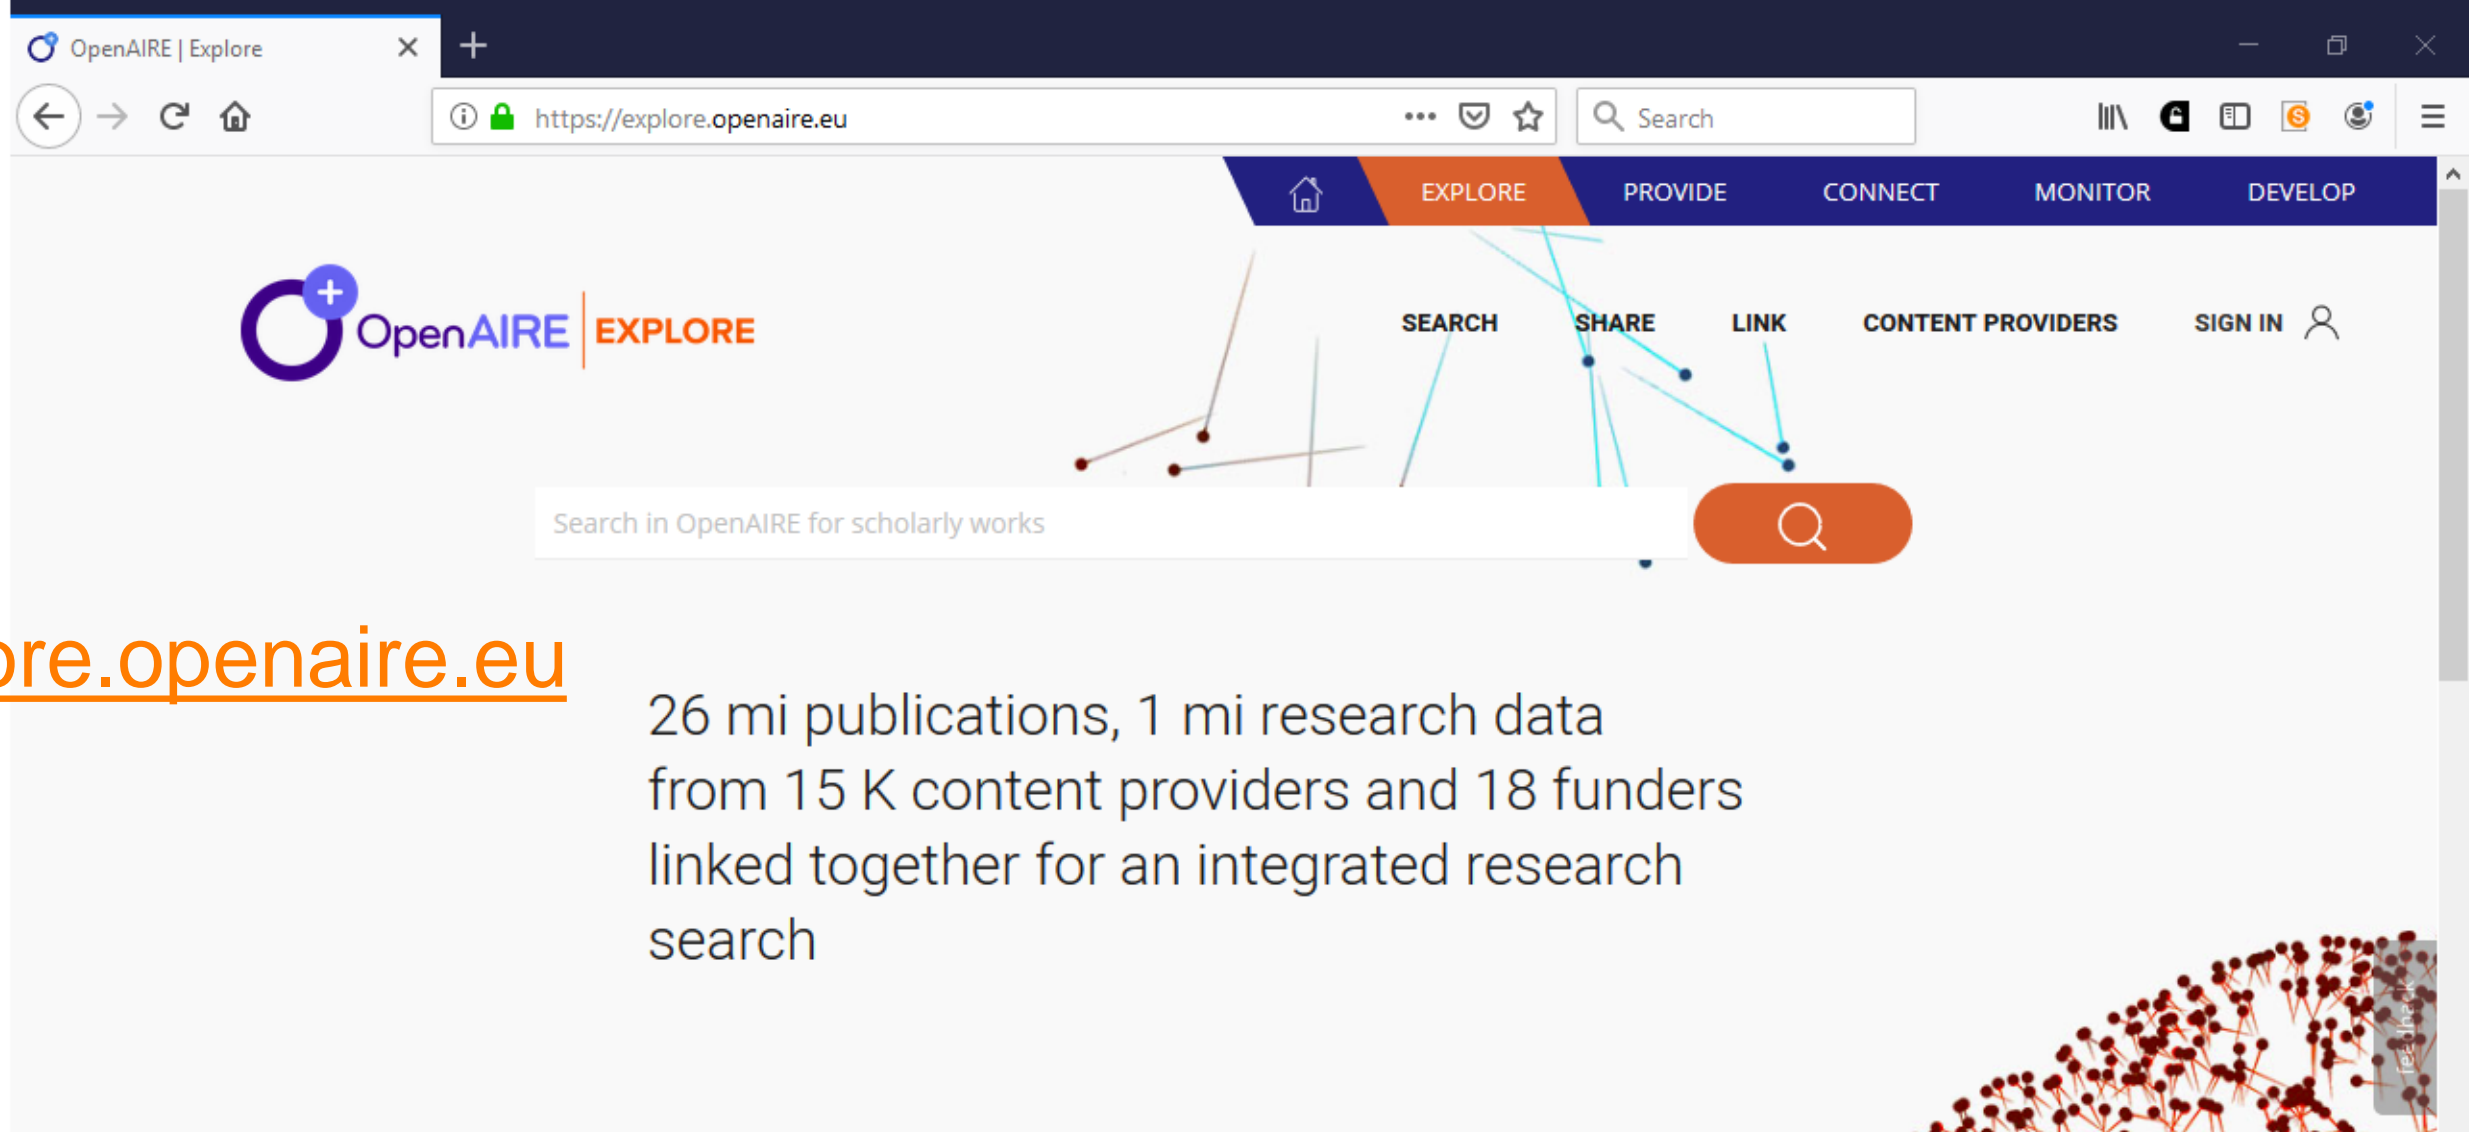 OpenAIRE | Explore
https://explore.openaire.eu
Search
EXPLORE PROVIDE CONNECT MONITOR DEVELOP
OpenAIRE EXPLORE
SEARCH SHARE LINK CONTENT PROVIDERS SIGN IN
Search in OpenAIRE for scholarly works
ore.openaire.eu
26 mi publications, 1 mi research data
from 15 K content providers and 18 funders
linked together for an integrated research
search
feedback